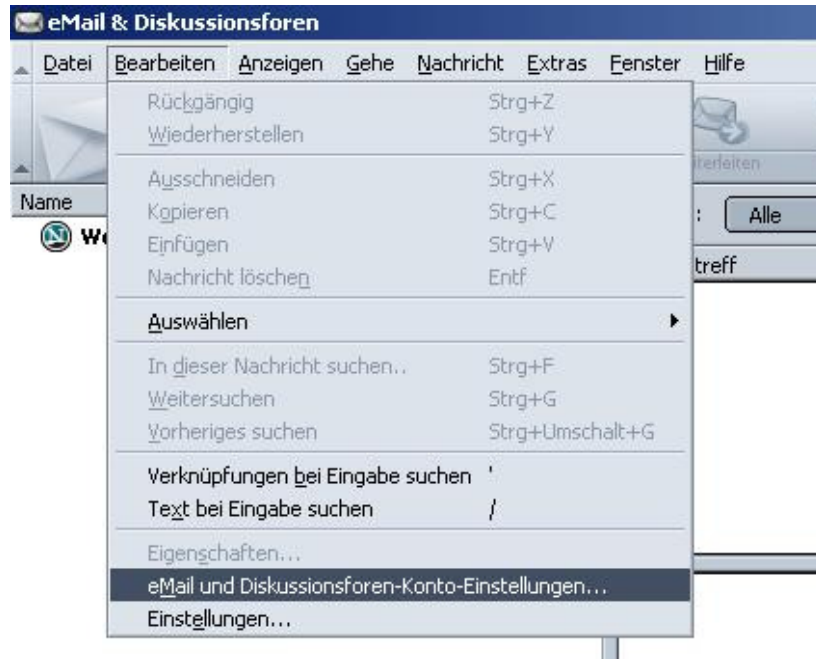 eMail & Diskussionsforen
Datei Bearbeiten Anzeigen Gehe Nachricht Extras Fenster Hilfe
Rückgängig Strg+Z
Wiederherstellen Strg+Y
iterleiten
Ausschneiden Strg+X
Name
Kopieren Strg+C
: Alle
We
Einfügen Strg+V
treff
Nachricht löschen Entf
Auswählen
In dieser Nachricht suchen.. Strg+F
Weitersuchen Strg+G
Vorheriges suchen Strg+Umschalt+G
Verknüpfungen bei Eingabe suchen '
Text bei Eingabe suchen /
Eigenschaften...
eMail und Diskussionsforen-Konto-Einstellungen...
Einstellungen...